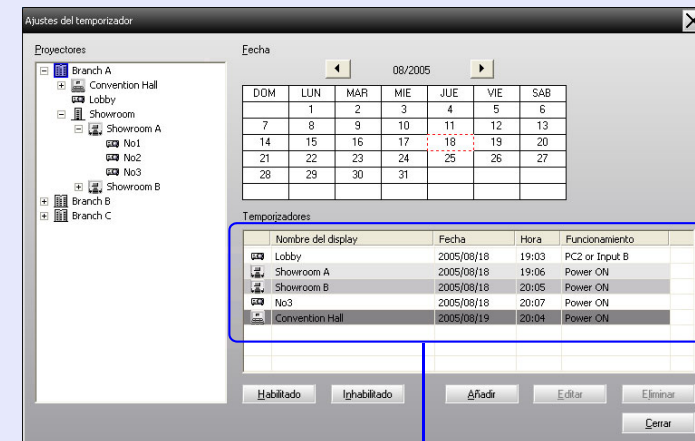 Ajustes del temporizador
Proyectores
Branch A
Convention Hall
Lobby
Showroom
Showroom A
No1
No2
No3
Showroom B
Branch B
Branch C
Fecha
08/2005
DOM LUN MAR MIE JUE VIE SAB
1 2 3 4 5 6
7 8 9 10 11 12 13
14 15 16 17 18 19 20
21 22 23 24 25 26 27
28 29 30 31
Temporizadores
Nombre del display Fecha Hora Funcionamiento
Lobby 2005/08/18 19:03 PC2 or Input B
Showroom A 2005/08/18 19:06 Power ON
Showroom B 2005/08/18 20:05 Power ON
No3 2005/08/18 20:07 Power ON
Convention Hall 2005/08/19 20:04 Power ON
Habilitado Inhabilitado Añadir Editar Eliminar
Cerrar